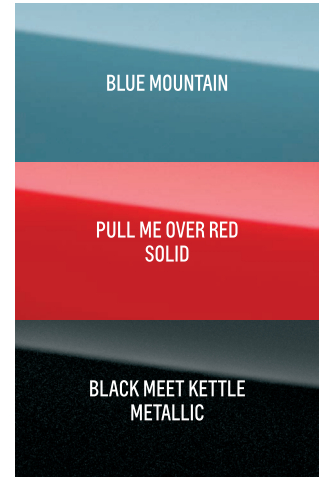 BLUE MOUNTAIN
PULL ME OVER RED
SOLID
BLACK MEET KETTLE
METALLIC